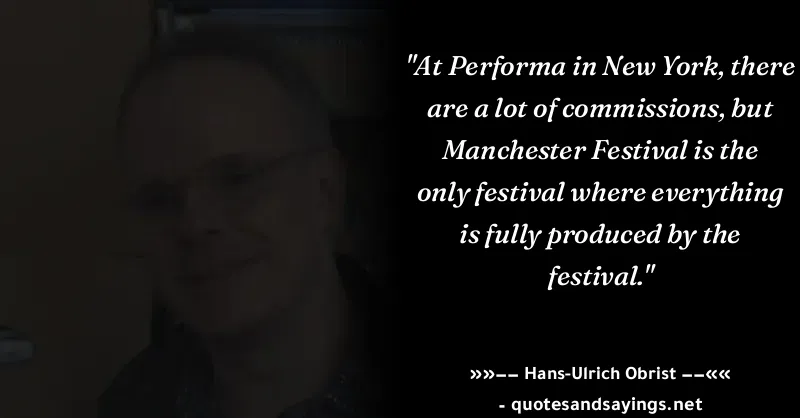 "At Performa in New York, there
are a lot of commissions, but
Manchester Festival is the
only festival where everything
is fully produced by the
festival."
»»−− Hans-Ulrich Obrist −−««
- quotesandsayings.net